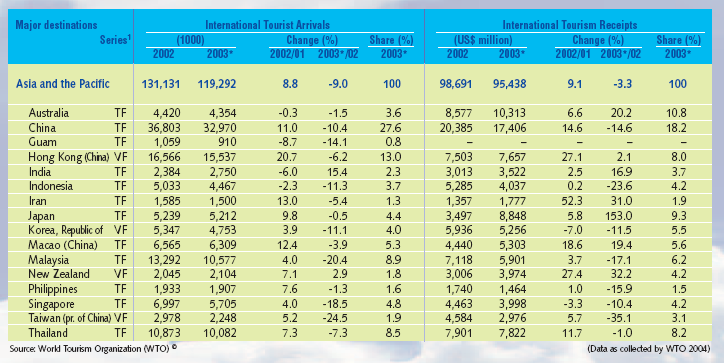 Major destinations International Tourist Arrivals International Tourism Receipts
Series¹ (1000) Change (%) Share (%) (US$ million) Change (%) Share (%)
2002 2003* 2002/01 2003*/02 2003* 2002 2003* 2002/01 2003*/02 2003*
Asia and the Pacific 131,131 119,292 8.8 -9.0 100 98,691 95,438 9.1 -3.3 100
Australia TF 4,420 4,354 -0.3 -1.5 3.6 8,577 10,313 6.6 20.2 10.8
China TF 36,803 32,970 11.0 -10.4 27.6 20,385 17,406 14.6 -14.6 18.2
Guam TF 1,059 910 -8.7 -14.1 0.8 – – – – –
Hong Kong (China) VF 16,566 15,537 20.7 -6.2 13.0 7,503 7,657 27.1 2.1 8.0
India TF 2,384 2,750 -6.0 15.4 2.3 3,013 3,522 2.5 16.9 3.7
Indonesia TF 5,033 4,467 -2.3 -11.3 3.7 5,285 4,037 0.2 -23.6 4.2
Iran TF 1,585 1,500 13.0 -5.4 1.3 1,357 1,777 52.3 31.0 1.9
Japan TF 5,239 5,212 9.8 -0.5 4.4 3,497 8,848 5.8 153.0 9.3
Korea, Republic of VF 5,347 4,753 3.9 -11.1 4.0 5,936 5,256 -7.0 -11.5 5.5
Macao (China) TF 6,565 6,309 12.4 -3.9 5.3 4,440 5,303 18.6 19.4 5.6
Malaysia TF 13,292 10,577 4.0 -20.4 8.9 7,118 5,901 3.7 -17.1 6.2
New Zealand VF 2,045 2,104 7.1 2.9 1.8 3,006 3,974 27.4 32.2 4.2
Philippines TF 1,933 1,907 7.6 -1.3 1.6 1,740 1,464 1.0 -15.9 1.5
Singapore TF 6,997 5,705 4.0 -18.5 4.8 4,463 3,998 -3.3 -10.4 4.2
Taiwan (pr. of China) VF 2,978 2,248 5.2 -24.5 1.9 4,584 2,976 5.7 -35.1 3.1
Thailand TF 10,873 10,082 7.3 -7.3 8.5 7,901 7,822 11.7 -1.0 8.2
Source: World Tourism Organization (WTO) © (Data as collected by WTO 2004)